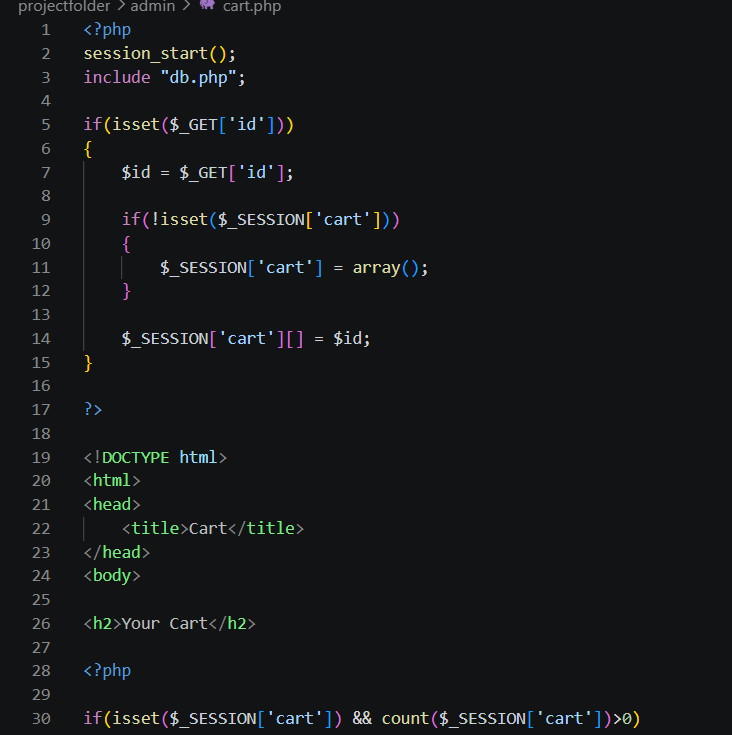 projectfolder > admin > cart.php
1 <?php
2 session_start();
3 include "db.php";
4
5 if(isset($_GET['id']))
6 {
7 $id = $_GET['id'];
8
9 if(!isset($_SESSION['cart']))
10 {
11 $_SESSION['cart'] = array();
12 }
13
14 $_SESSION['cart'][] = $id;
15 }
16
17 ?>
18
19 <!DOCTYPE html>
20 <html>
21 <head>
22 <title>Cart</title>
23 </head>
24 <body>
25
26 <h2>Your Cart</h2>
27
28 <?php
29
30 if(isset($_SESSION['cart']) && count($_SESSION['cart'])>0)